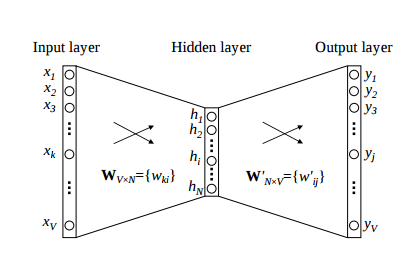 Input layer Hidden layer Output layer
x1
x2
x3
xk
xV
h1
h2
hi
hN
y1
y2
y3
yj
yV
WV×N={wki}
W'N×V={w'ij}